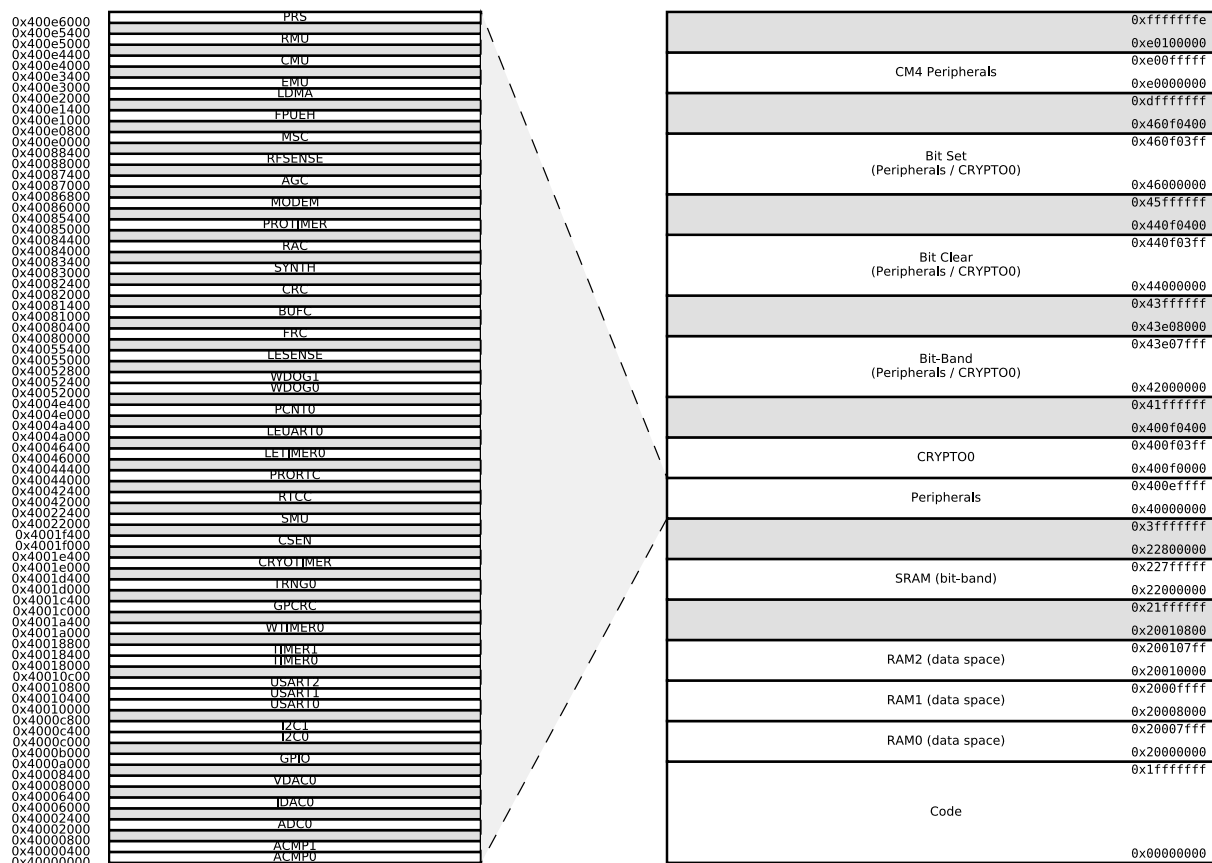 0x400e6000
0x400e5400
0x400e5000
0x400e4400
0x400e4000
0x400e3400
0x400e3000
0x400e2000
0x400e1400
0x400e1000
0x400e0800
0x400e0000
0x40088400
0x40088000
0x40087400
0x40087000
0x40086800
0x40086000
0x40085400
0x40085000
0x40084400
0x40084000
0x40083400
0x40083000
0x40082400
0x40082000
0x40081400
0x40081000
0x40080400
0x40080000
0x40055400
0x40055000
0x40052800
0x40052400
0x40052000
0x4004e400
0x4004e000
0x4004a400
0x4004a000
0x40046400
0x40046000
0x40044400
0x40044000
0x40042400
0x40042000
0x40022400
0x40022000
0x4001f400
0x4001f000
0x4001e400
0x4001e000
0x4001d400
0x4001d000
0x4001c400
0x4001c000
0x4001a400
0x4001a000
0x40018800
0x40018400
0x40018000
0x40010c00
0x40010800
0x40010400
0x40010000
0x4000c800
0x4000c400
0x4000c000
0x4000b000
0x4000a000
0x40008400
0x40008000
0x40006400
0x40006000
0x40002400
0x40002000
0x40000800
0x40000400
0x40000000
PRS
RMU
CMU
EMU
LDMA
FPUEH
MSC
RFSENSE
AGC
MODEM
PROTIMER
RAC
SYNTH
CRC
BUFC
FRC
LESENSE
WDOG1
WDOG0
PCNT0
LEUART0
LETIMER0
PRORTC
RTCC
SMU
CSEN
CRYOTIMER
TRNG0
GPCRC
WTIMER0
TIMER1
TIMER0
USART2
USART1
USART0
I2C1
I2C0
GPIO
VDAC0
IDAC0
ADC0
ACMP1
ACMP0
0xfffffffe
0xe0100000
0xe00fffff
CM4 Peripherals
0xe0000000
0xdfffffff
0x460f0400
0x460f03ff
Bit Set
(Peripherals / CRYPTO0)
0x46000000
0x45ffffff
0x440f0400
0x440f03ff
Bit Clear
(Peripherals / CRYPTO0)
0x44000000
0x43ffffff
0x43e08000
0x43e07fff
Bit-Band
(Peripherals / CRYPTO0)
0x42000000
0x41ffffff
0x400f0400
0x400f03ff
CRYPTO0
0x400f0000
0x400effff
Peripherals
0x40000000
0x3fffffff
0x22800000
0x227fffff
SRAM (bit-band)
0x22000000
0x21ffffff
0x20010800
0x200107ff
RAM2 (data space)
0x20010000
0x2000ffff
RAM1 (data space)
0x20008000
0x20007fff
RAM0 (data space)
0x20000000
0x1fffffff
Code
0x00000000